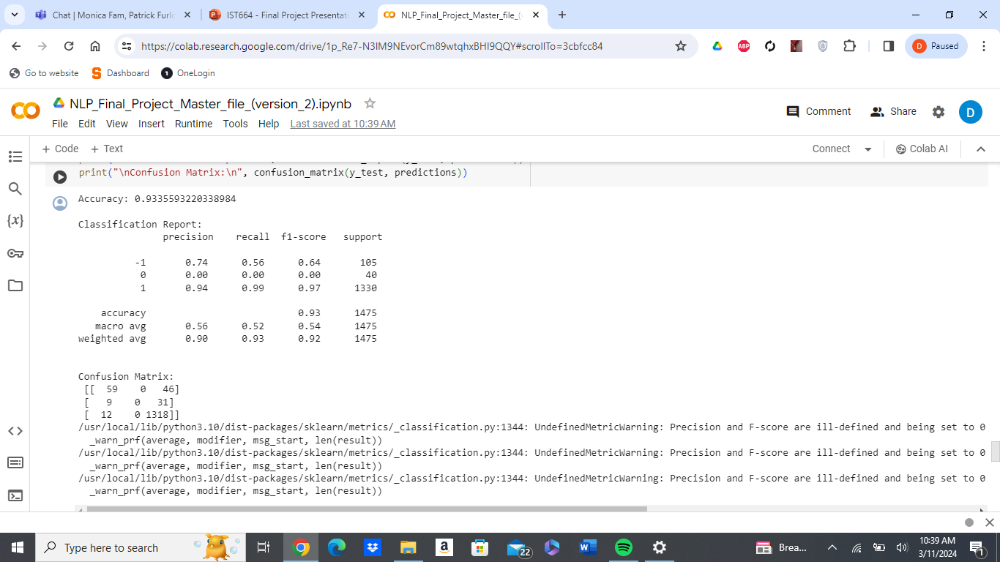 Chat | Monica Fam, Patrick Furlo
IST664 - Final Project Presentati
NLP_Final_Project_Master_file_(v
https://colab.research.google.com/drive/1p_Re7-N3IM9NEvorCm89wtqhxBHI9QQY#scrollTo=3cbfcc84
ABP
D Paused
Go to website
Dashboard
OneLogin
NLP_Final_Project_Master_file_(version_2).ipynb
Comment
Share
D
File Edit View Insert Runtime Tools Help Last saved at 10:39 AM
+ Code + Text
Connect
Colab AI
print("\nConfusion Matrix:\n", confusion_matrix(y_test, predictions))
Accuracy: 0.9335593220338984
Classification Report:
precision recall f1-score support
-1 0.74 0.56 0.64 105
0 0.00 0.00 0.00 40
1 0.94 0.99 0.97 1330
accuracy 0.93 1475
macro avg 0.56 0.52 0.54 1475
weighted avg 0.90 0.93 0.92 1475
Confusion Matrix:
[[ 59 0 46]
[ 9 0 31]
[ 12 0 1318]]
/usr/local/lib/python3.10/dist-packages/sklearn/metrics/_classification.py:1344: UndefinedMetricWarning: Precision and F-score are ill-defined and being set to 0
_warn_prf(average, modifier, msg_start, len(result))
/usr/local/lib/python3.10/dist-packages/sklearn/metrics/_classification.py:1344: UndefinedMetricWarning: Precision and F-score are ill-defined and being set to 0
_warn_prf(average, modifier, msg_start, len(result))
/usr/local/lib/python3.10/dist-packages/sklearn/metrics/_classification.py:1344: UndefinedMetricWarning: Precision and F-score are ill-defined and being set to 0
_warn_prf(average, modifier, msg_start, len(result))
Type here to search
22
Brea...
10:39 AM
3/11/2024
1